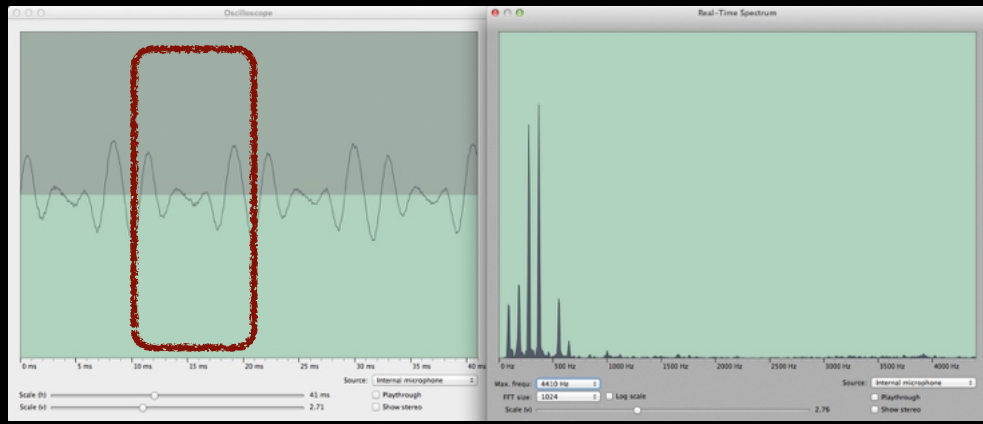 Oscilloscope
0 ms 5 ms 10 ms 15 ms 20 ms 25 ms 30 ms 35 ms 40 ms
Source: Internal microphone
Scale (h) 41 ms Playthrough
Scale (v) 2.71 Show stereo
Real-Time Spectrum
0 Hz 500 Hz 1000 Hz 1500 Hz 2000 Hz 2500 Hz 3000 Hz 3500 Hz 4000 Hz
Max. frequ: 4410 Hz Source: Internal microphone
FFT size: 1024 Log scale Playthrough
Scale (v) 2.76 Show stereo